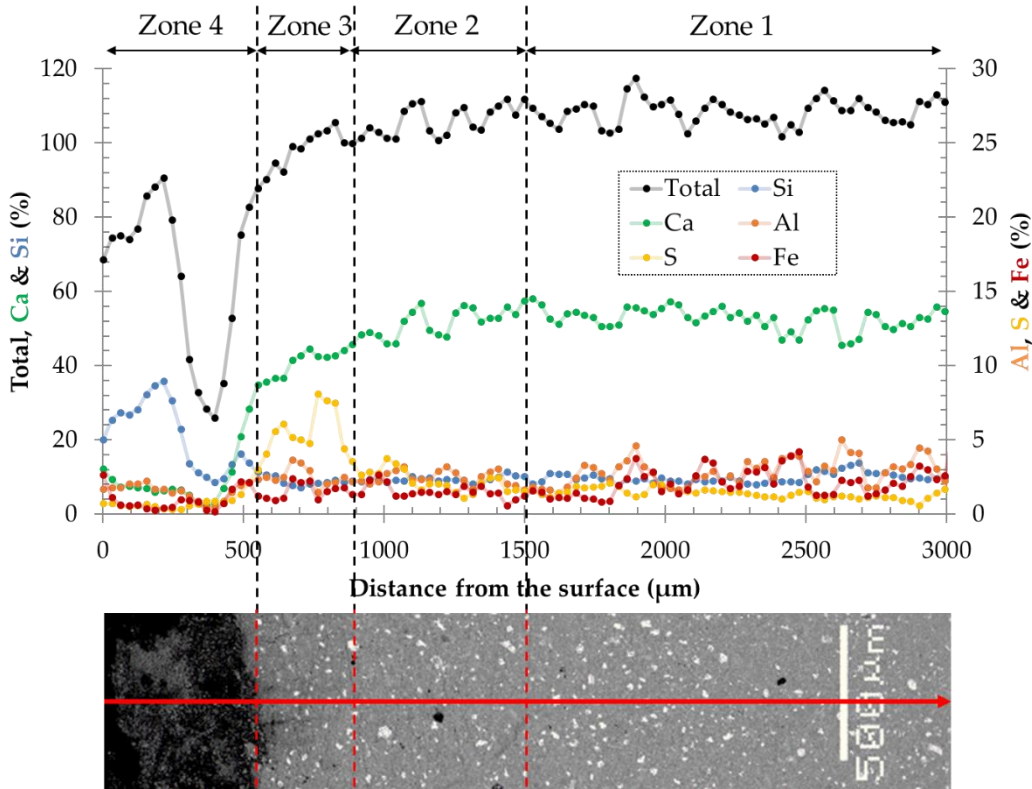 Zone 4 Zone 3 Zone 2 Zone 1
120
100
80
60
40
20
0
Total, Ca & Si (%)
30
25
20
15
10
5
0
Al, S & Fe (%)
Total Si
Ca Al
S Fe
0 500 1000 1500 2000 2500 3000
Distance from the surface (µm)
500µm